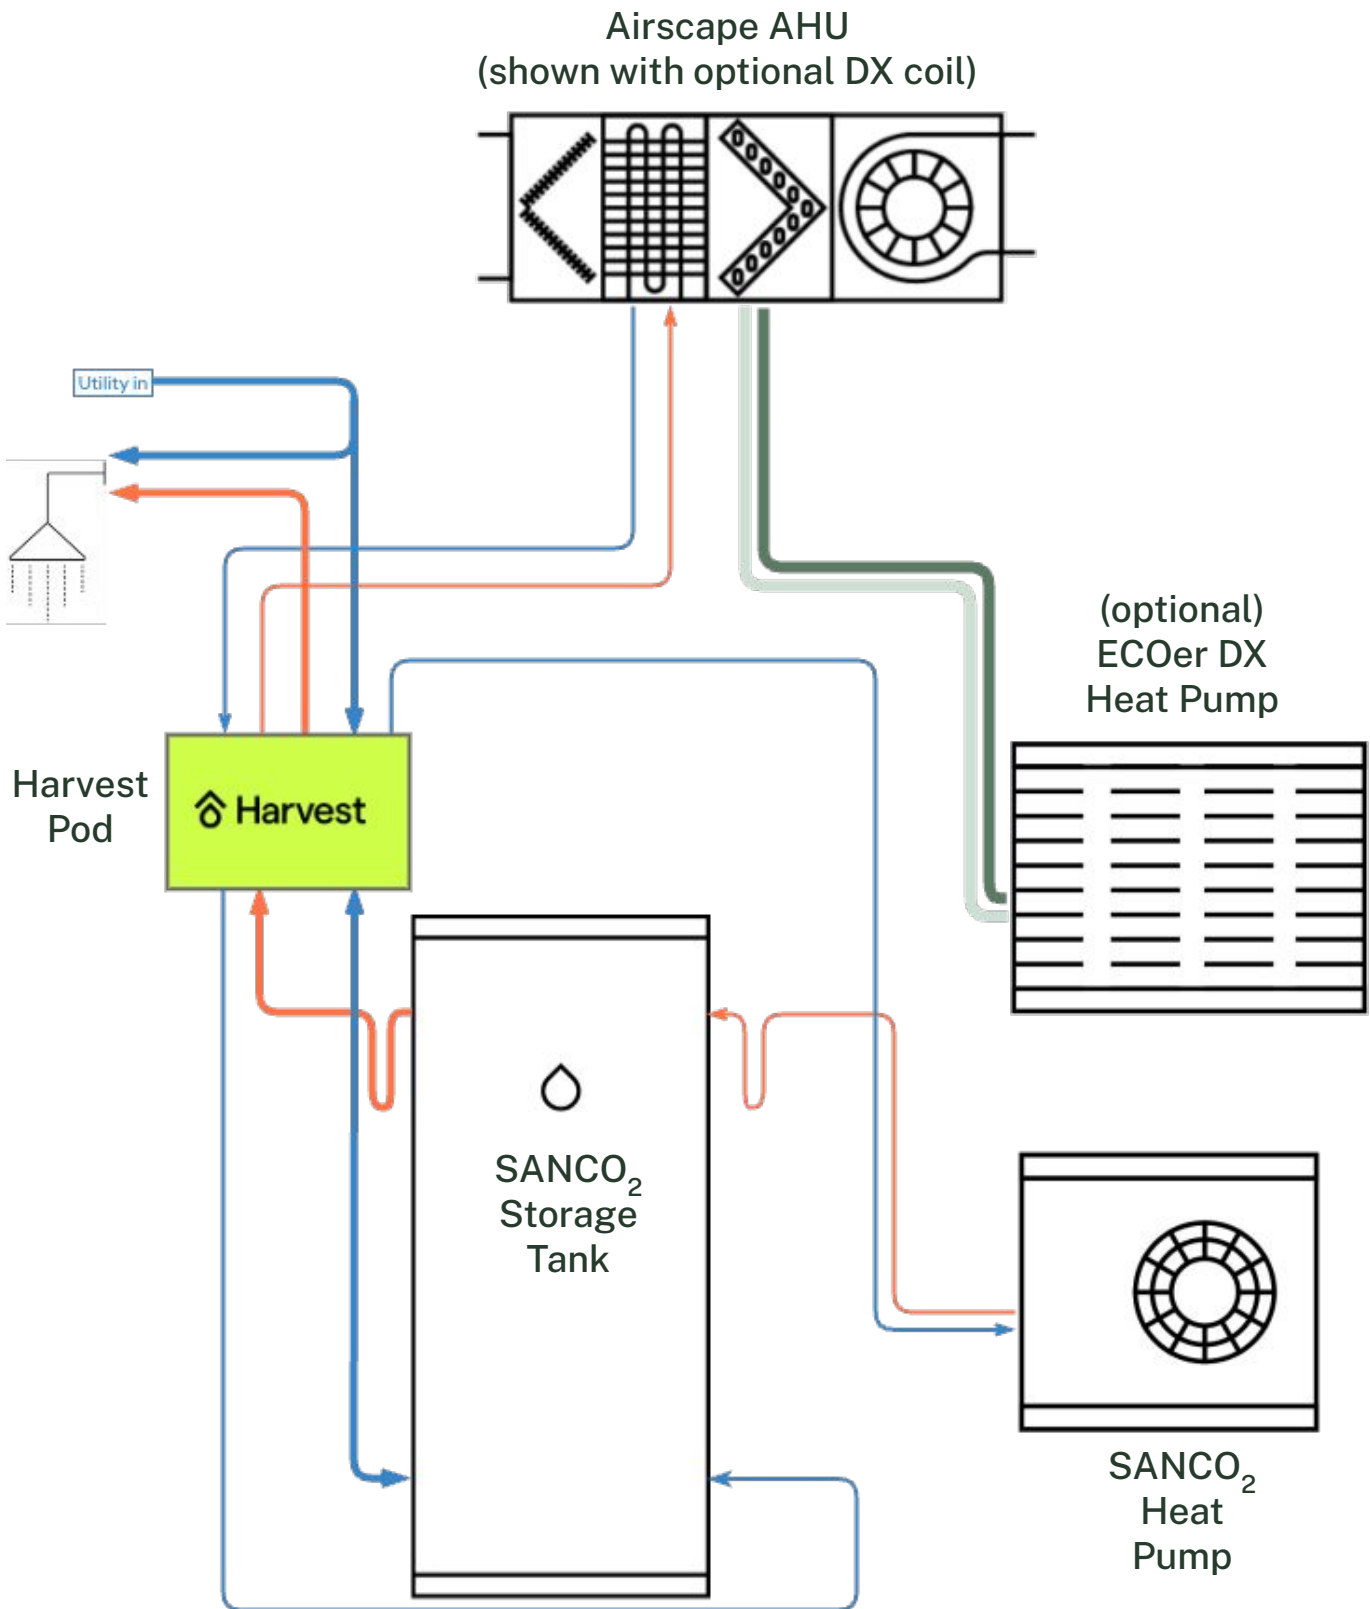 Airscape AHU
(shown with optional DX coil)
Utility in
(optional)
ECOer DX
Heat Pump
Harvest
Pod
Harvest
SANCO₂
Storage
Tank
SANCO₂
Heat
Pump